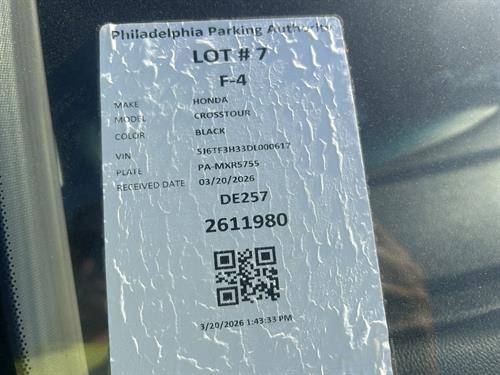 Philadelphia Parking Authority
LOT # 7
F-4
MAKE HONDA
MODEL CROSSTOUR
COLOR BLACK
VIN 5J6TF3H33DL000617
PLATE PA-MXR5755
RECEIVED DATE 03/20/2026
DE257
2611980
3/20/2026 1:43:33 PM